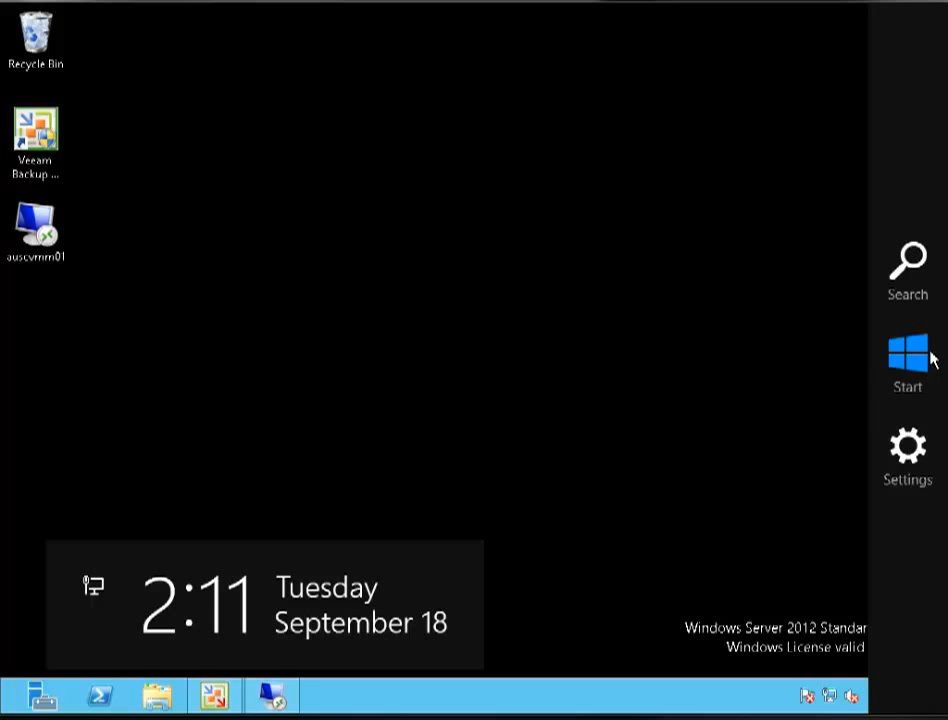 Recycle Bin
Veeam
Backup ...
auscvmm01
Search
Start
Settings
2:11
Tuesday
September 18
Windows Server 2012 Standar
Windows License valid